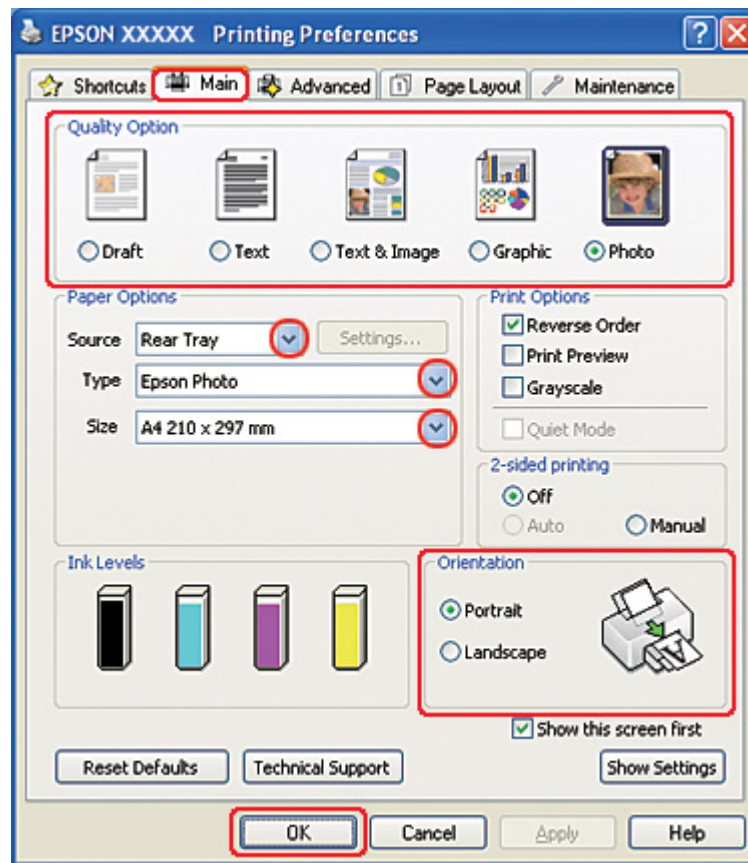 EPSON XXXXX Printing Preferences
Shortcuts Main Advanced Page Layout Maintenance
Quality Option
Draft Text Text & Image Graphic Photo
Paper Options
Source Rear Tray Settings...
Type Epson Photo
Size A4 210 x 297 mm
Print Options
Reverse Order
Print Preview
Grayscale
Quiet Mode
2-sided printing
Off
Auto Manual
Ink Levels
Orientation
Portrait
Landscape
Show this screen first
Reset Defaults Technical Support Show Settings
OK Cancel Apply Help